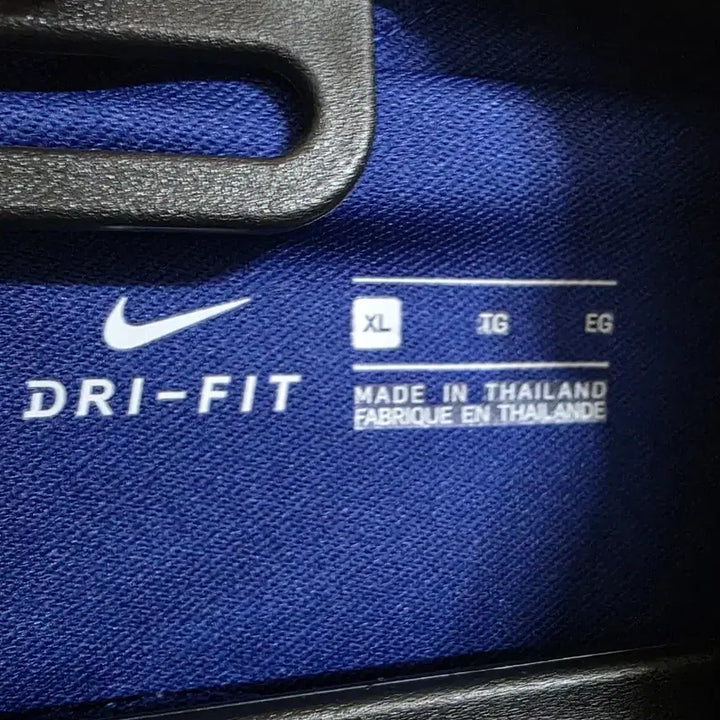 XL TG EG
DRI-FIT
MADE IN THAILAND
FABRIQUE EN THAILANDE